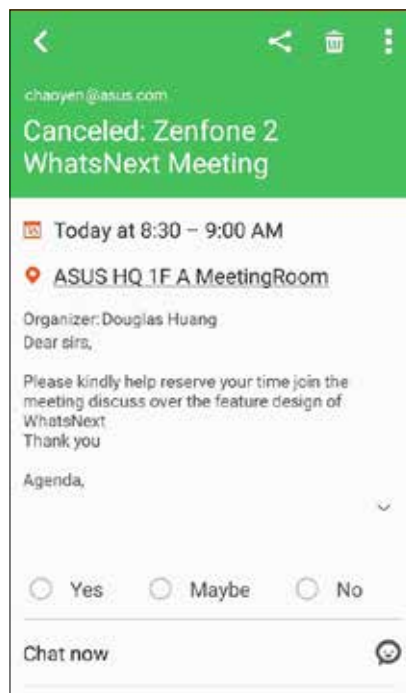 chaoyen@asus.com
Canceled: Zenfone 2
WhatsNext Meeting
Today at 8:30 – 9:00 AM
ASUS HQ 1F A MeetingRoom
Organizer:Douglas Huang
Dear sirs,
Please kindly help reserve your time join the
meeting discuss over the feature design of
WhatsNext
Thank you
Agenda,
Yes Maybe No
Chat now